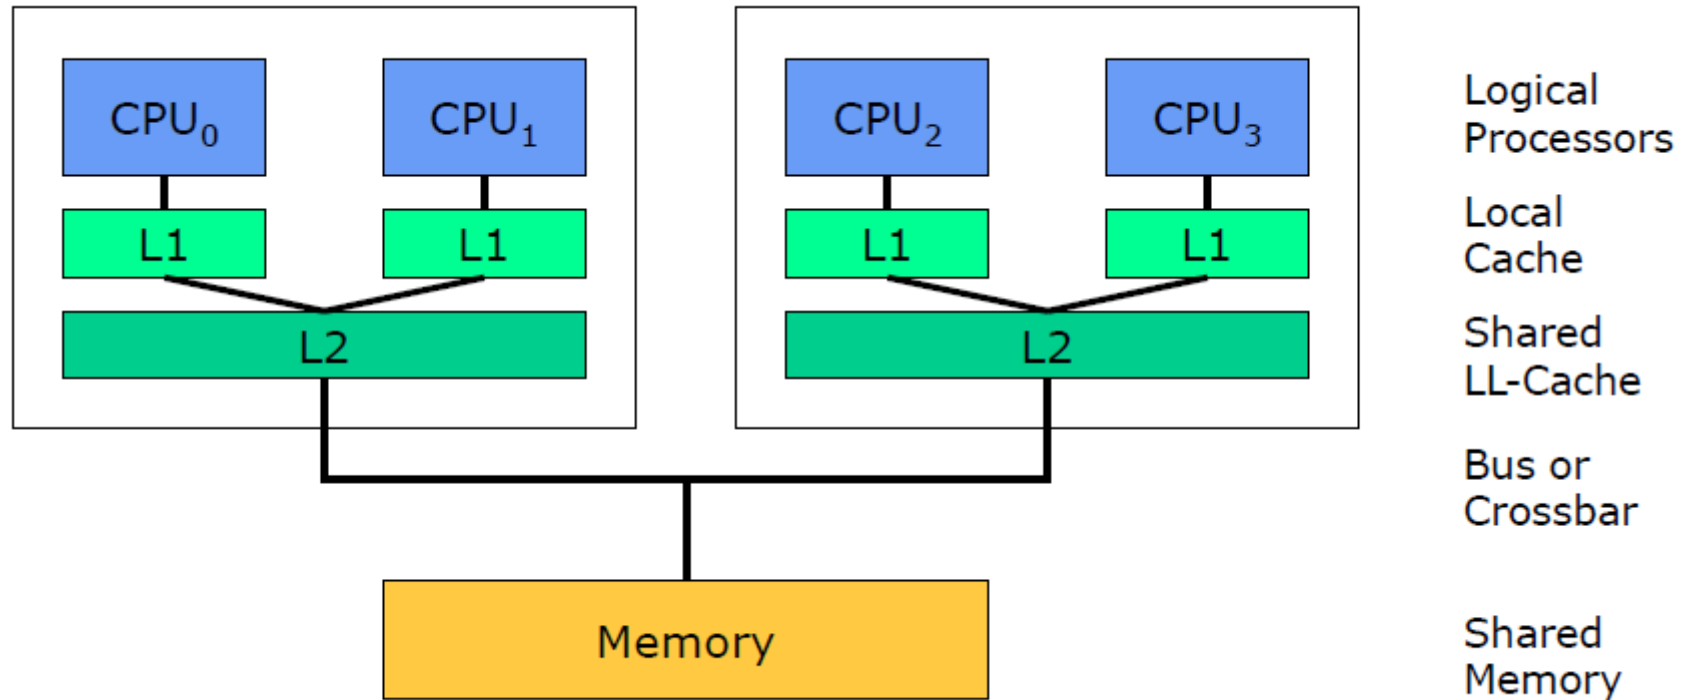 CPU₀ CPU₁ CPU₂ CPU₃
Logical
Processors
L1 L1 L1 L1
Local
Cache
L2 L2
Shared
LL-Cache
Bus or
Crossbar
Memory
Shared
Memory